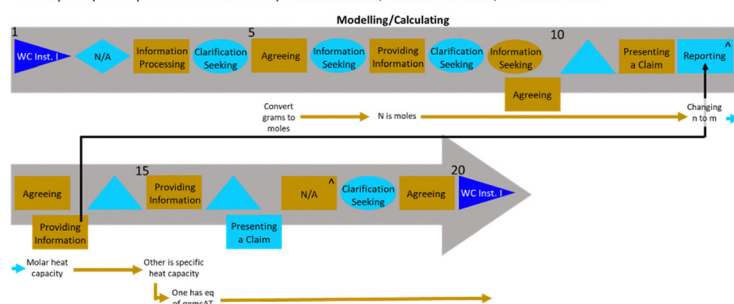 Modelling/Calculating
1
5
10
WC Inst. I
N/A
Information
Processing
Clarification
Seeking
Agreeing
Information
Seeking
Providing
Information
Clarification
Seeking
Information
Seeking
Agreeing
Presenting
a Claim
Reporting
^
Convert
grams to
moles
N is moles
Changing
n to m
15
20
Agreeing
Providing
Information
Providing
Information
Presenting
a Claim
N/A
^
Clarification
Seeking
Agreeing
WC Inst. I
Molar heat
capacity
Other is specific
heat capacity
One has eq